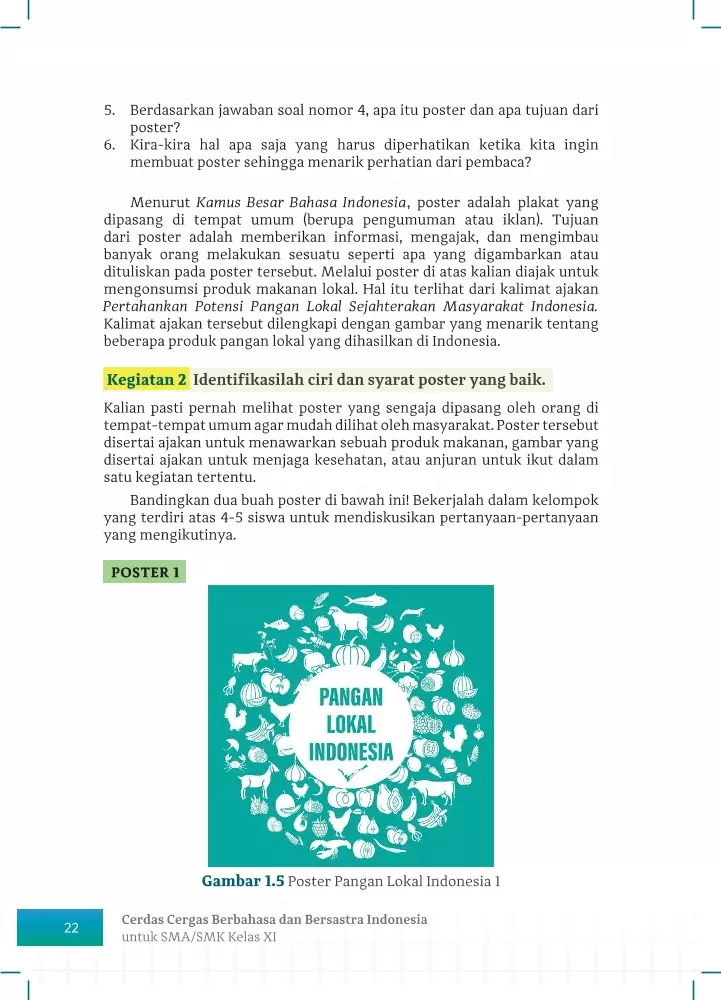 5. Berdasarkan jawaban soal nomor 4, apa itu poster dan apa tujuan dari
poster?
6. Kira-kira hal apa saja yang harus diperhatikan ketika kita ingin
membuat poster sehingga menarik perhatian dari pembaca?
Menurut Kamus Besar Bahasa Indonesia, poster adalah plakat yang
dipasang di tempat umum (berupa pengumuman atau iklan). Tujuan
dari poster adalah memberikan informasi, mengajak, dan mengimbau
banyak orang melakukan sesuatu seperti apa yang digambarkan atau
dituliskan pada poster tersebut. Melalui poster di atas kalian diajak untuk
mengonsumsi produk makanan lokal. Hal itu terlihat dari kalimat ajakan
Pertahankan Potensi Pangan Lokal Sejahterakan Masyarakat Indonesia.
Kalimat ajakan tersebut dilengkapi dengan gambar yang menarik tentang
beberapa produk pangan lokal yang dihasilkan di Indonesia.
Kegiatan 2 Identifikasilah ciri dan syarat poster yang baik.
Kalian pasti pernah melihat poster yang sengaja dipasang oleh orang di
tempat-tempat umum agar mudah dilihat oleh masyarakat. Poster tersebut
disertai ajakan untuk menawarkan sebuah produk makanan, gambar yang
disertai ajakan untuk menjaga kesehatan, atau anjuran untuk ikut dalam
satu kegiatan tertentu.
Bandingkan dua buah poster di bawah ini! Bekerjalah dalam kelompok
yang terdiri atas 4-5 siswa untuk mendiskusikan pertanyaan-pertanyaan
yang mengikutinya.
POSTER 1
PANGAN
LOKAL
INDONESIA
Gambar 1.5 Poster Pangan Lokal Indonesia 1
22
Cerdas Cergas Berbahasa dan Bersastra Indonesia
untuk SMA/SMK Kelas XI